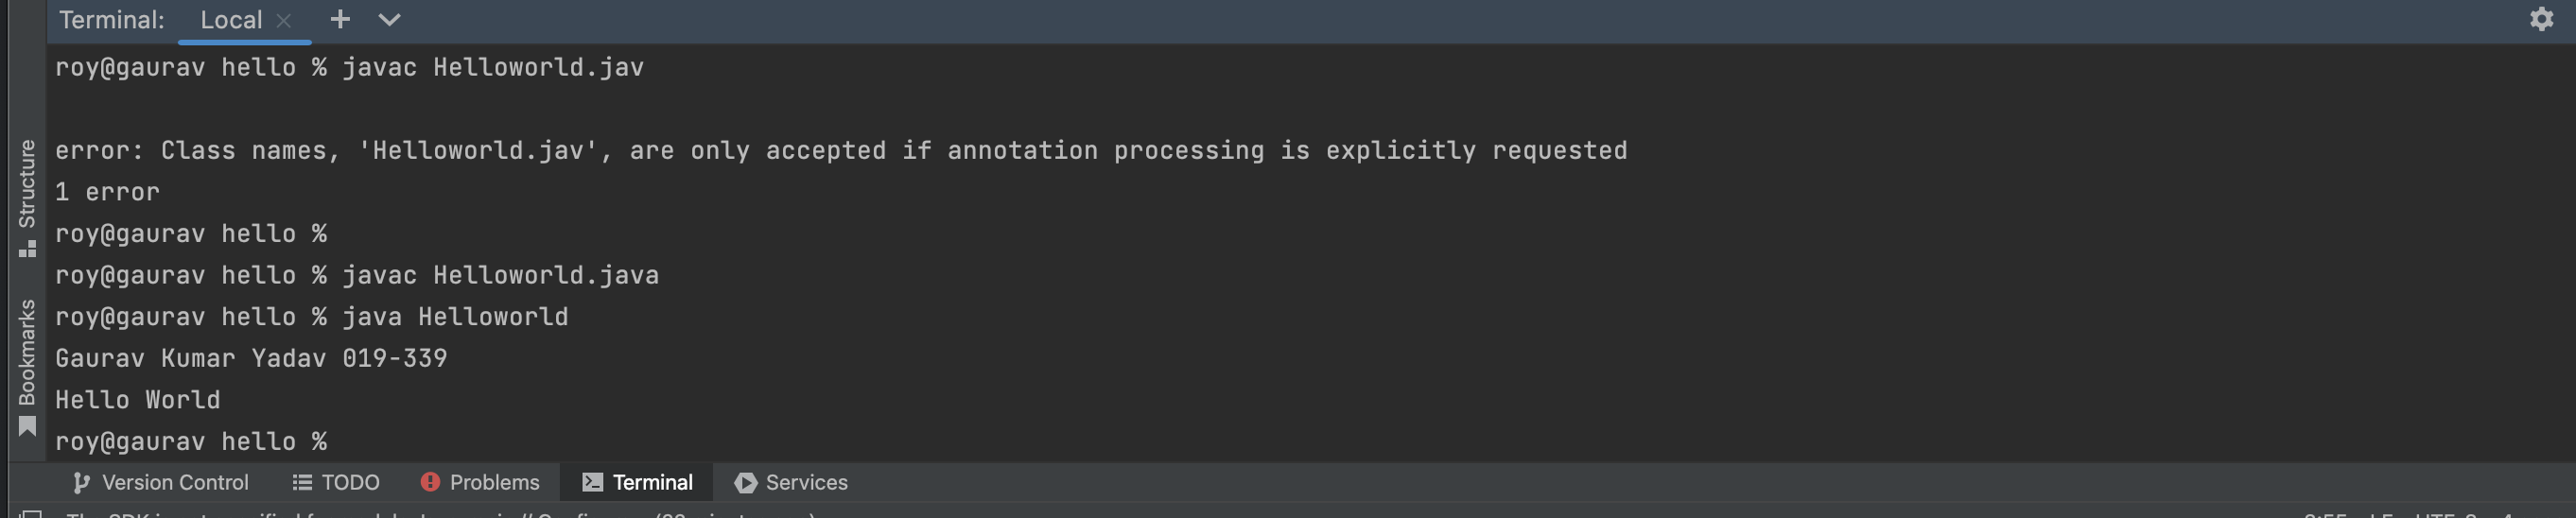 Terminal: Local
roy@gaurav hello % javac Helloworld.jav
error: Class names, 'Helloworld.jav', are only accepted if annotation processing is explicitly requested
1 error
roy@gaurav hello %
roy@gaurav hello % javac Helloworld.java
roy@gaurav hello % java Helloworld
Gaurav Kumar Yadav 019-339
Hello World
roy@gaurav hello %
Structure
Bookmarks
Version Control TODO Problems Terminal Services